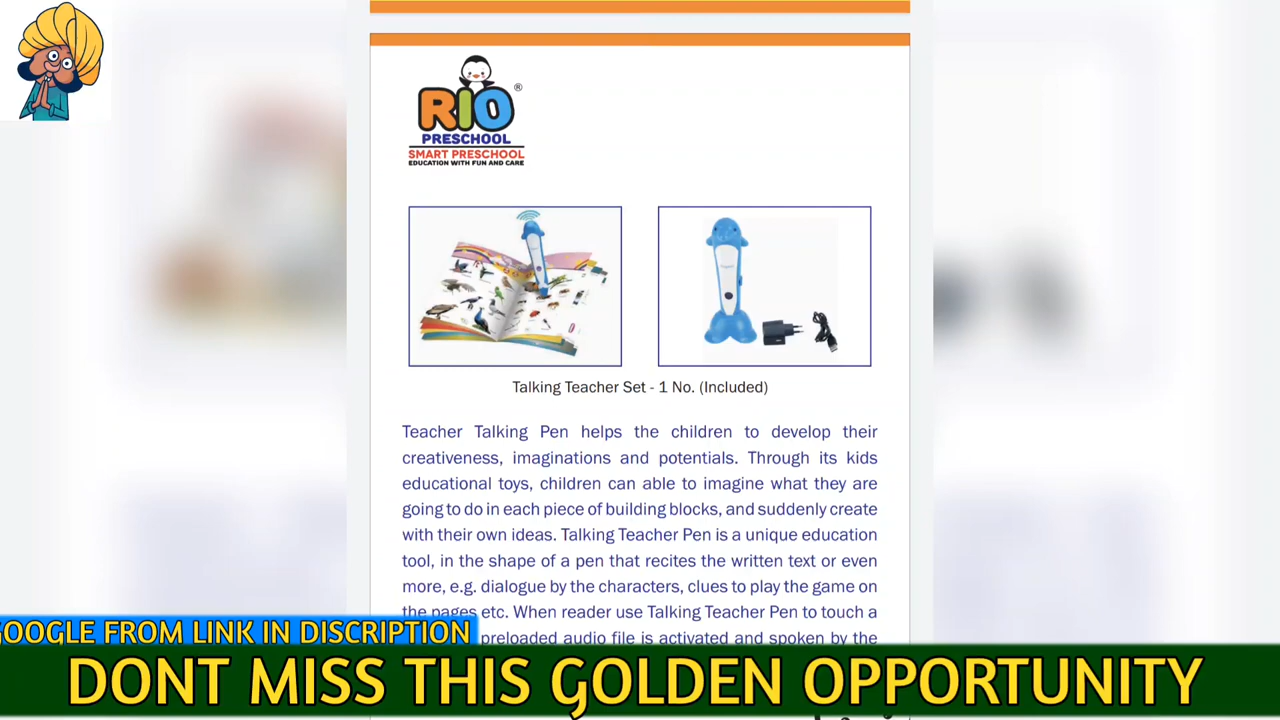 RIO
®
PRESCHOOL
SMART PRESCHOOL
EDUCATION WITH FUN AND CARE
Talking Teacher Set - 1 No. (Included)
Teacher Talking Pen helps the children to develop their
creativeness, imaginations and potentials. Through its kids
educational toys, children can able to imagine what they are
going to do in each piece of building blocks, and suddenly create
with their own ideas. Talking Teacher Pen is a unique education
tool, in the shape of a pen that recites the written text or even
more, e.g. dialogue by the characters, clues to play the game on
the pages etc. When reader use Talking Teacher Pen to touch a
preloaded audio file is activated and spoken by the
GOOGLE FROM LINK IN DISCRIPTION
DONT MISS THIS GOLDEN OPPORTUNITY